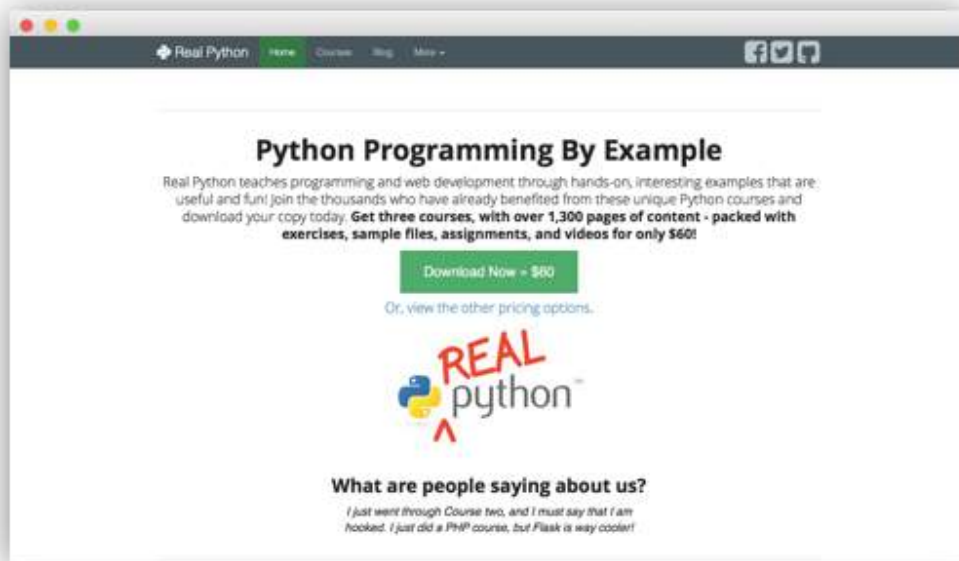 Real Python Home Courses Blog More
Python Programming By Example
Real Python teaches programming and web development through hands-on, interesting examples that are
useful and fun! Join the thousands who have already benefited from these unique Python courses and
download your copy today. Get three courses, with over 1,300 pages of content - packed with
exercises, sample files, assignments, and videos for only $60!
Download Now - $60
Or, view the other pricing options.
REAL
python™
What are people saying about us?
I just went through Course two, and I must say that I am
hooked. I just did a PHP course, but Flask is way cooler!